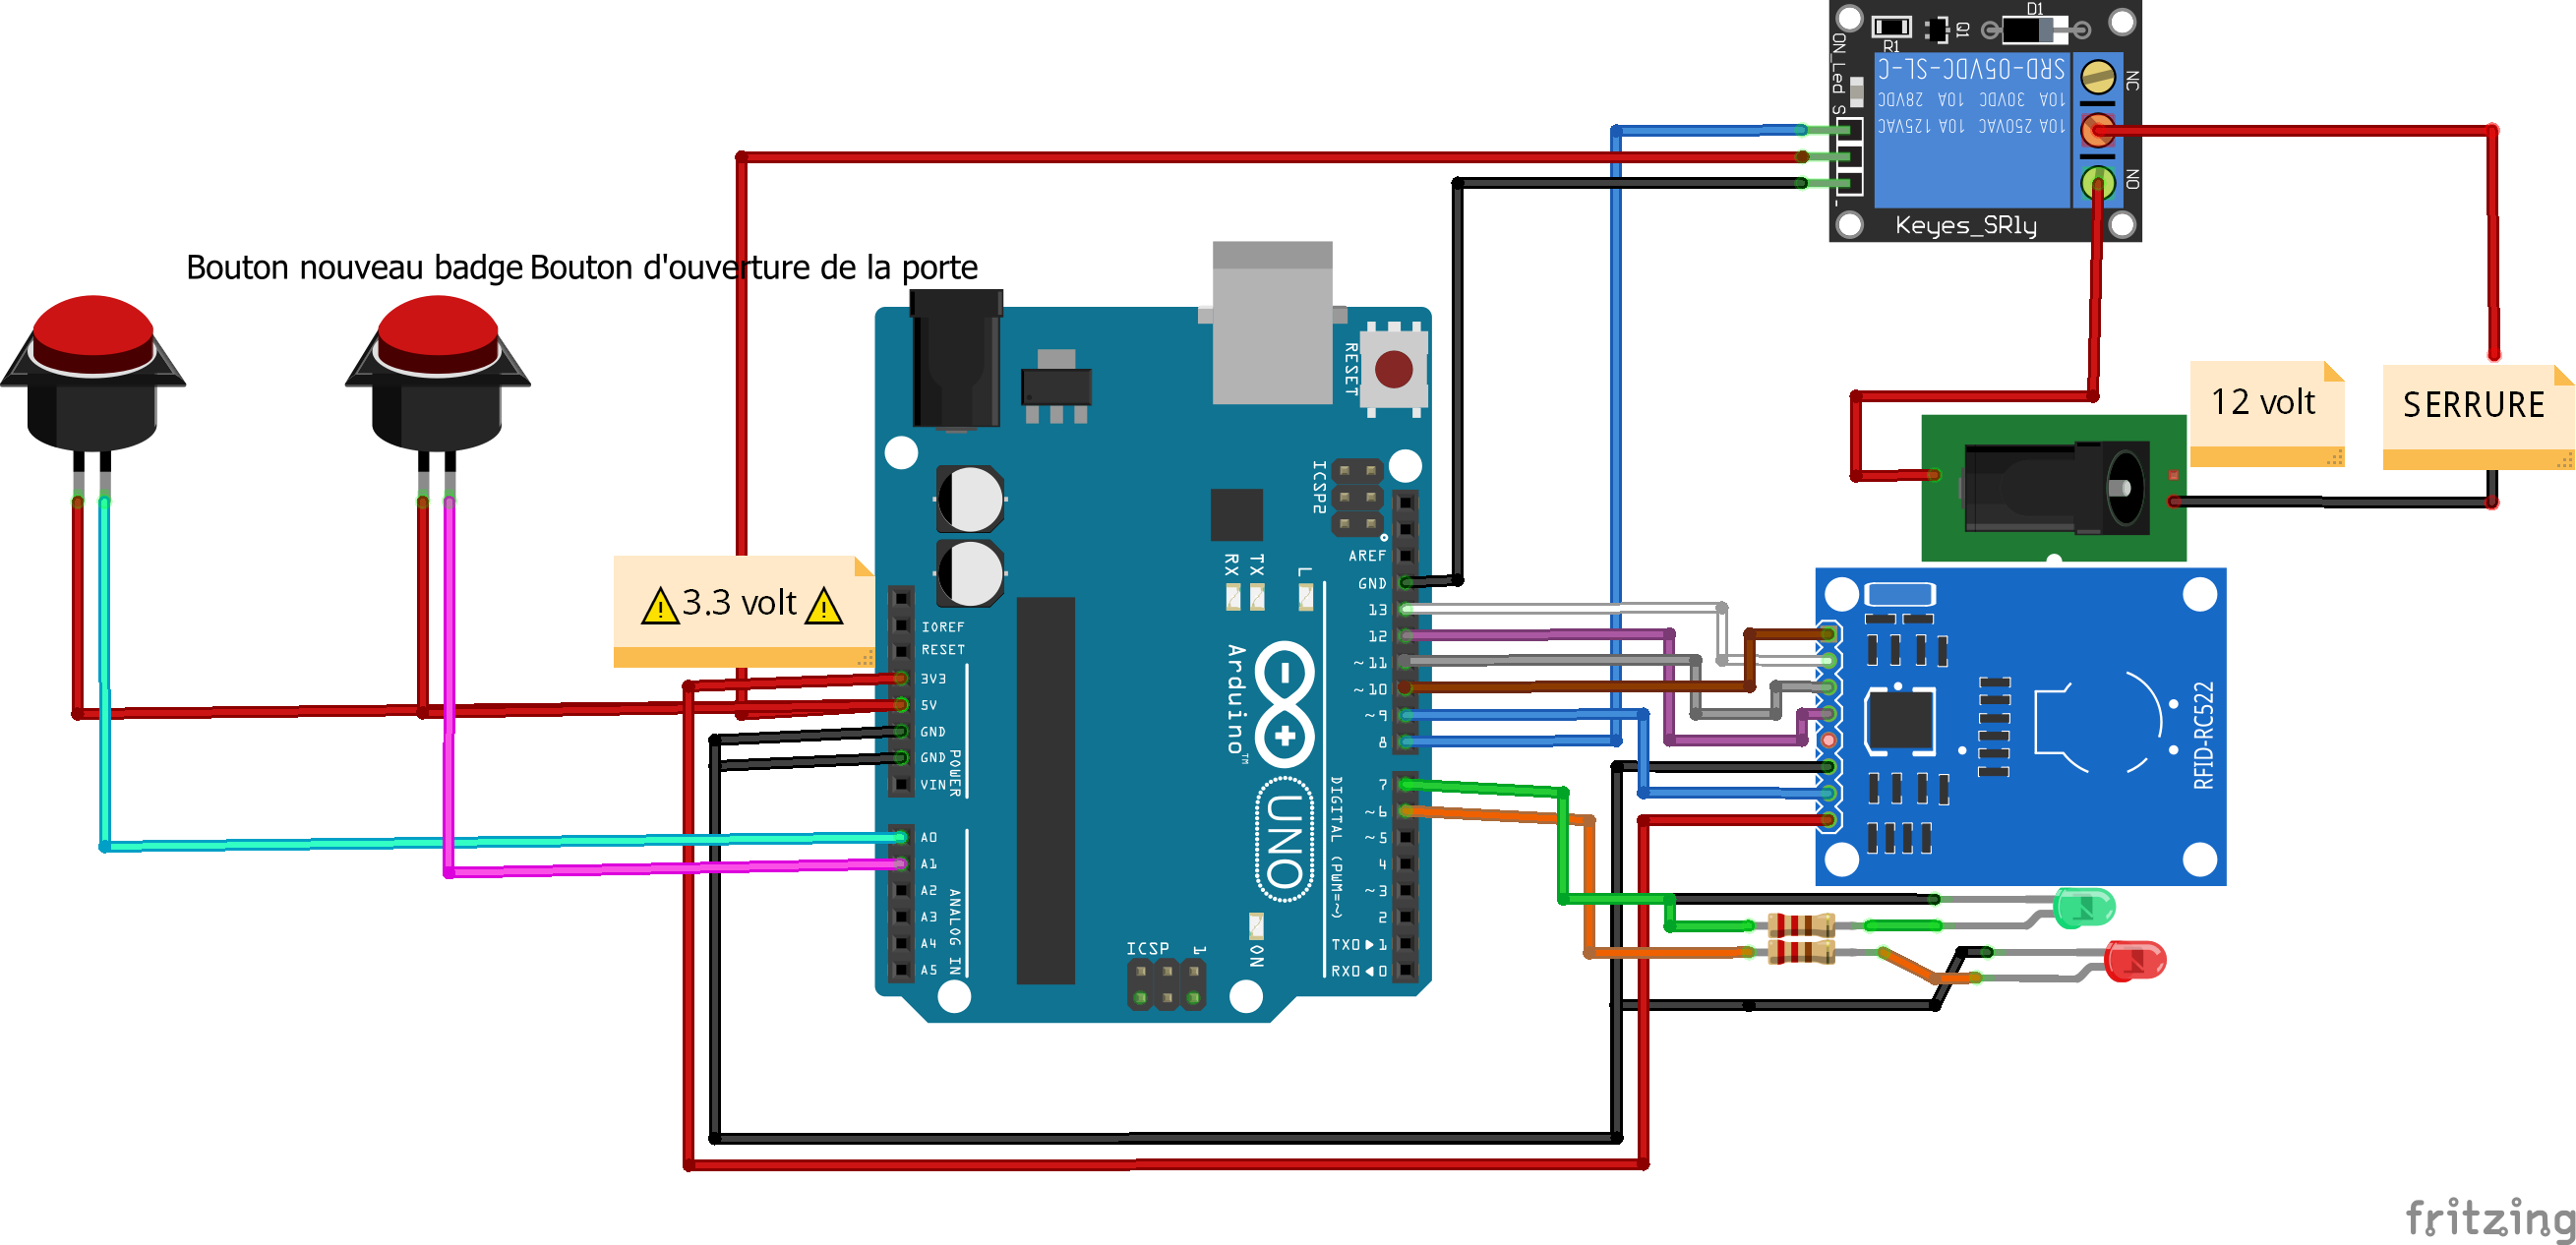 D1
R1
Q1
ON_Led
S
-
SRD-05VDC-SL-C
10A 30VDC 10A 28VDC
10A 250VAC 10A 125VAC
NC
NO
Keyes_SRly
Bouton nouveau badge
Bouton d'ouverture de la porte
12 volt
SERRURE
3.3 volt
RESET
ICSP2
AREF
GND
13
12
~11
~10
~9
8
7
~6
~5
4
~3
2
TX0▶1
RX0◀0
DIGITAL (PWM=~)
RX
TX
L
Arduino™
UNO
ON
ICSP
1
IOREF
RESET
3V3
5V
GND
GND
VIN
POWER
A0
A1
A2
A3
A4
A5
ANALOG IN
RFID-RC522
fritzing